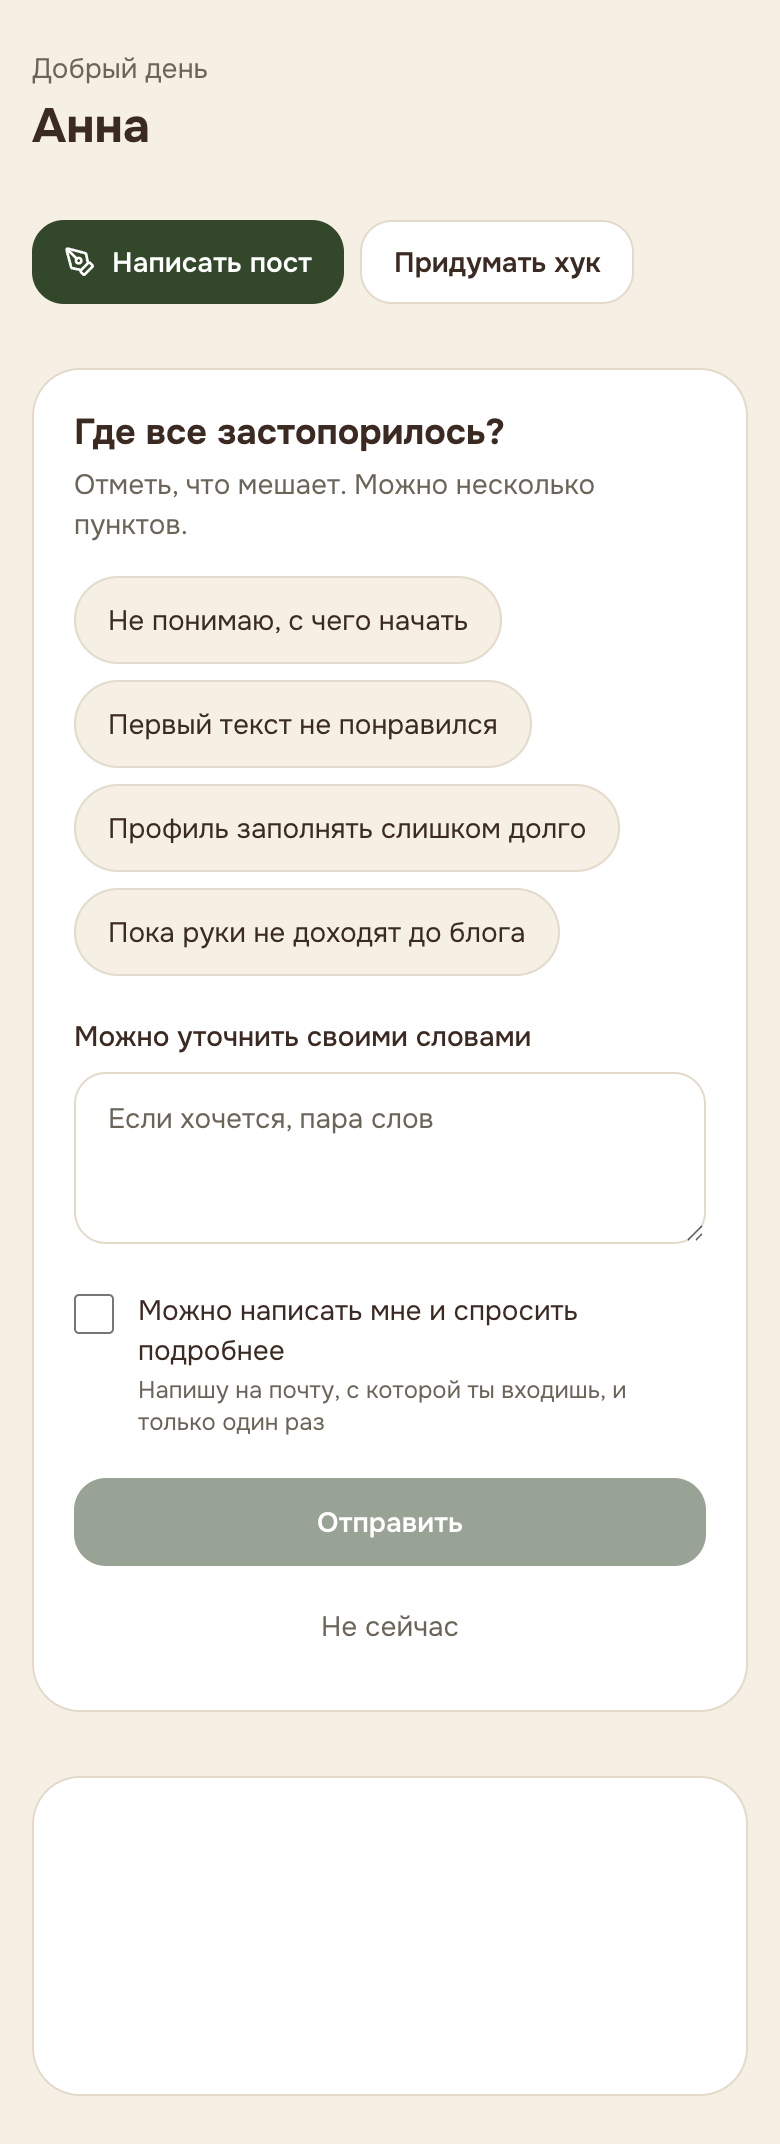 Добрый день
Анна
Написать пост
Придумать хук
Где все застопорилось?
Отметь, что мешает. Можно несколько
пунктов.
Не понимаю, с чего начать
Первый текст не понравился
Профиль заполнять слишком долго
Пока руки не доходят до блога
Можно уточнить своими словами
Если хочется, пара слов
Можно написать мне и спросить
подробнее
Напишу на почту, с которой ты входишь, и
только один раз
Отправить
Не сейчас